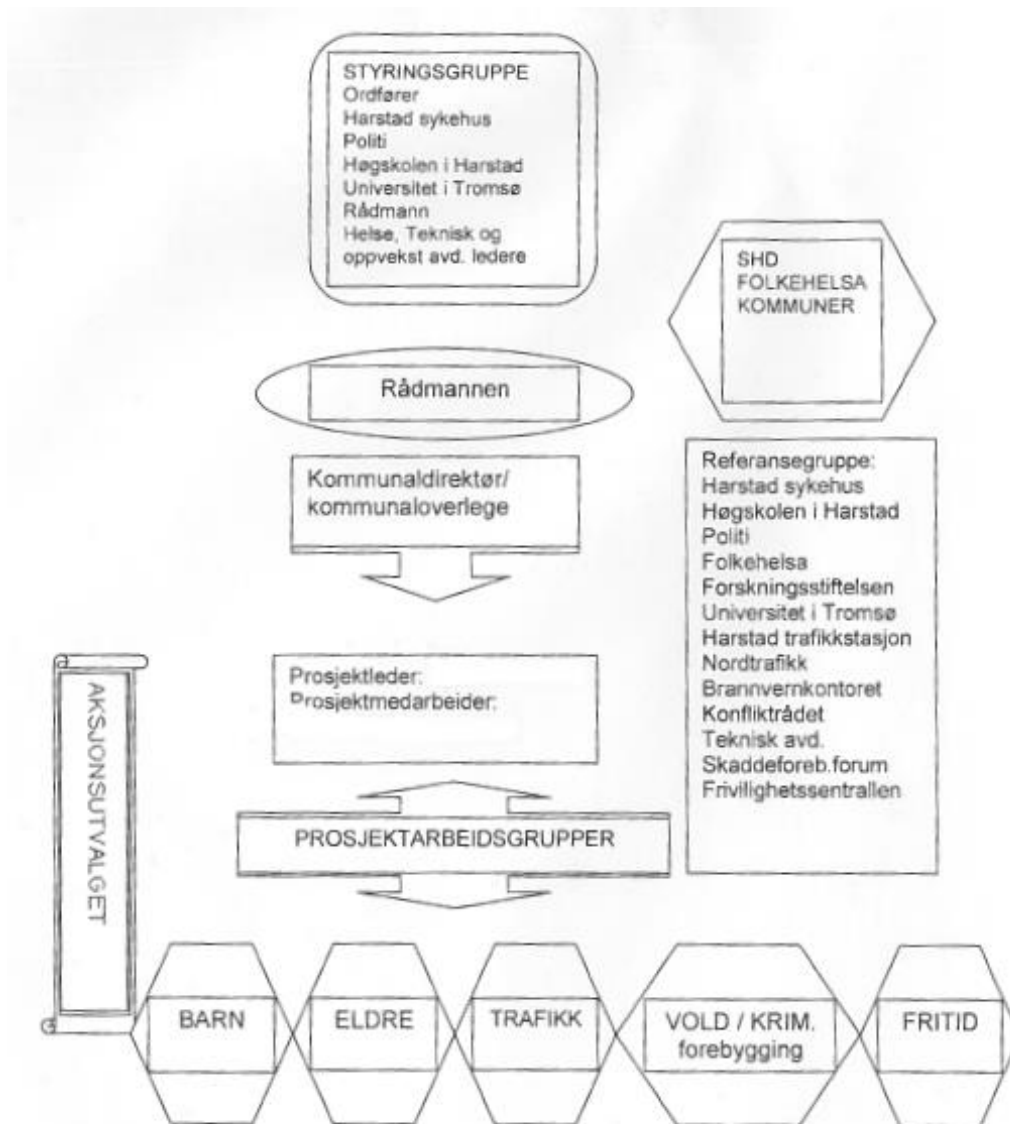 STYRINGSGRUPPE
Ordfører
Harstad sykehus
Politi
Høgskolen i Harstad
Universitet i Tromsø
Rådmann
Helse, Teknisk og
oppvekst avd. ledere
SHD
FOLKEHELSA
KOMMUNER
Rådmannen
Kommunaldirektør/
kommunaloverlege
Referansegruppe:
Harstad sykehus
Høgskolen i Harstad
Politi
Folkehelsa
Forskningsstiftelsen
Universitet i Tromsø
Harstad trafikkstasjon
Nordtrafikk
Brannvernkontoret
Konfliktrådet
Teknisk avd.
Skaddeforeb.forum
Frivilighetssentrallen
Prosjektleder:
Prosjektmedarbeider:
PROSJEKTARBEIDSGRUPPER
AKSJONSUTVALGET
BARN
ELDRE
TRAFIKK
VOLD / KRIM.
forebygging
FRITID